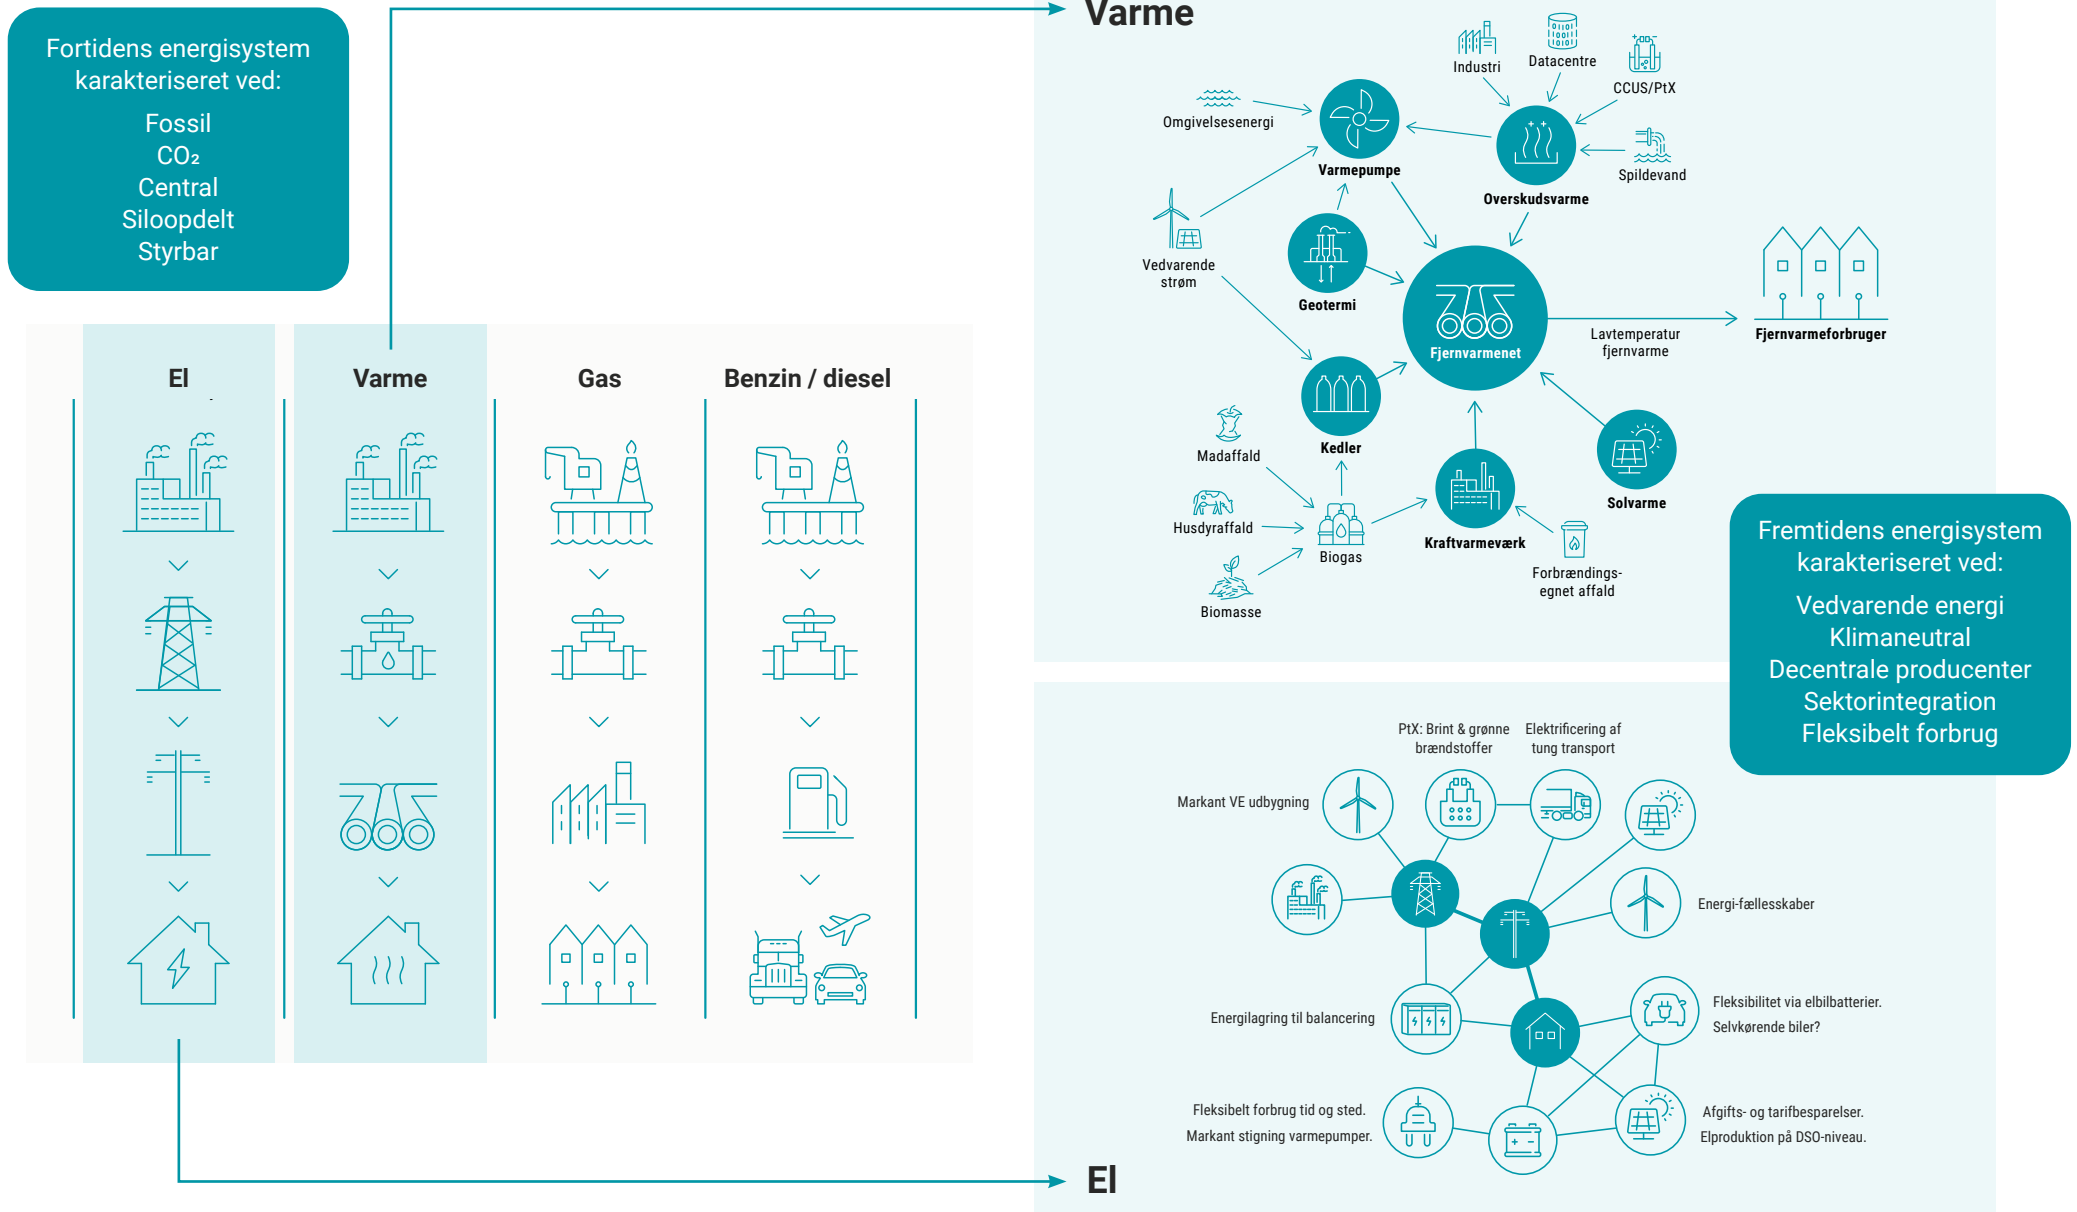 Fortidens energisystem
karakteriseret ved:
Fossil
CO₂
Central
Siloopdelt
Styrbar
El
Varme
Gas
Benzin / diesel
Varme
Industri
Datacentre
CCUS/PtX
Omgivelsesenergi
Varmepumpe
Spildevand
Overskudsvarme
Vedvarende
strøm
Geotermi
Fjernvarmenet
Lavtemperatur
fjernvarme
Fjernvarmeforbruger
Kedler
Madaffald
Husdyraffald
Biomasse
Biogas
Kraftvarmeværk
Forbrændings-
egnet affald
Solvarme
Fremtidens energisystem
karakteriseret ved:
Vedvarende energi
Klimaneutral
Decentrale producenter
Sektorintegration
Fleksibelt forbrug
PtX: Brint & grønne
brændstoffer
Elektrificering af
tung transport
Markant VE udbygning
Energi-fællesskaber
Energilagring til balancering
Fleksibilitet via elbilbatterier.
Selvkørende biler?
Fleksibelt forbrug tid og sted.
Markant stigning varmepumper.
Afgifts- og tarifbesparelser.
Elproduktion på DSO-niveau.
El